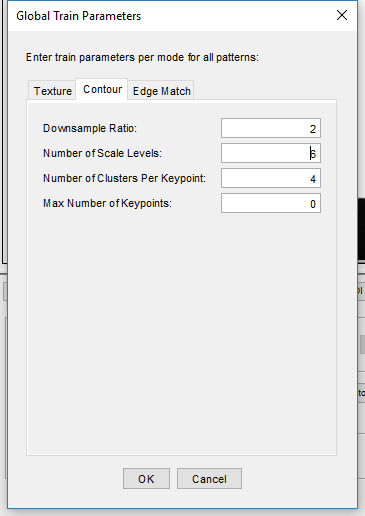 Global Train Parameters
Enter train parameters per mode for all patterns:
Texture Contour Edge Match
Downsample Ratio: 2
Number of Scale Levels: 6
Number of Clusters Per Keypoint: 4
Max Number of Keypoints: 0
OK Cancel